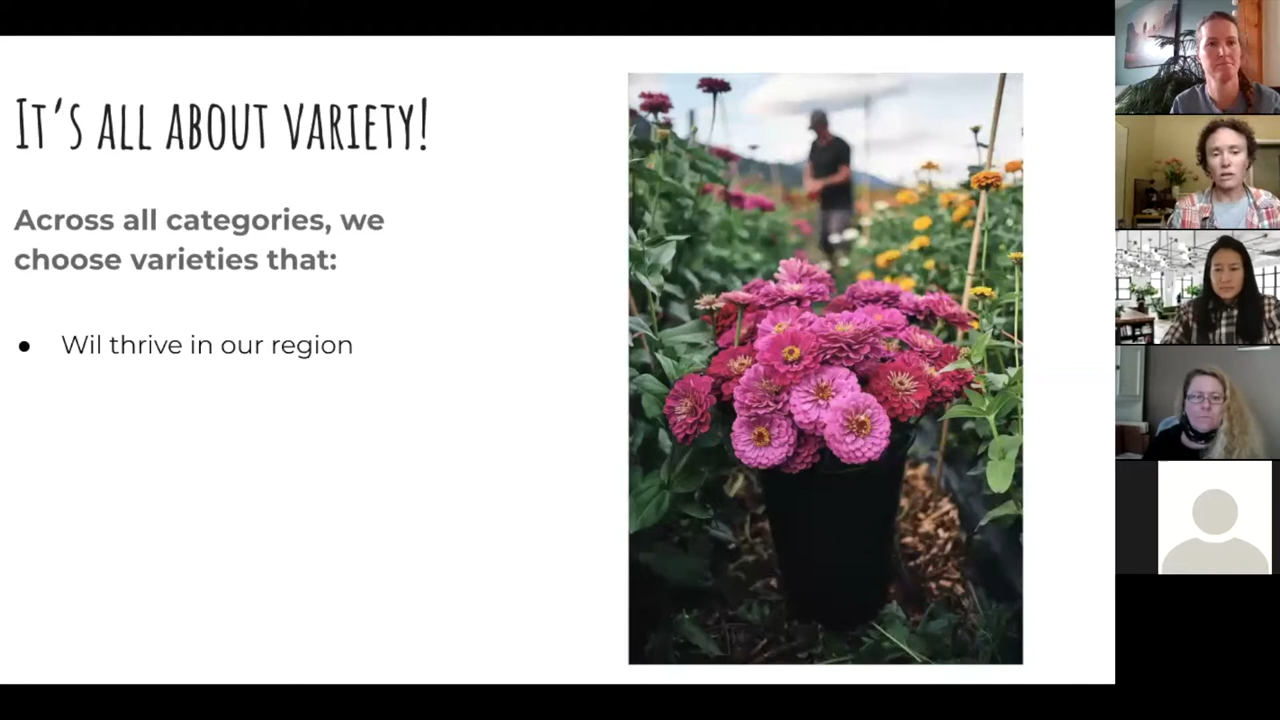 IT'S ALL ABOUT VARIETY!
Across all categories, we
choose varieties that:
● Wil thrive in our region